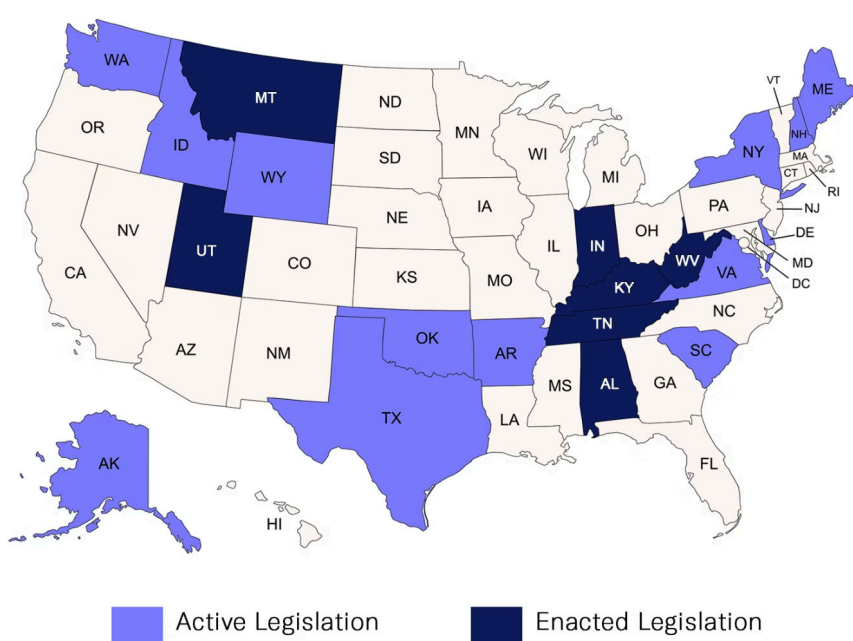 WA
MT
ND
MN
VT
ME
OR
ID
SD
WI
MI
NY
NH
MA
CT
RI
WY
NE
IA
PA
NJ
NV
UT
CO
IL
IN
OH
DE
CA
KS
MO
WV
VA
MD
KY
DC
AZ
NM
OK
AR
TN
NC
SC
TX
MS
AL
GA
LA
AK
HI
FL
Active Legislation
Enacted Legislation